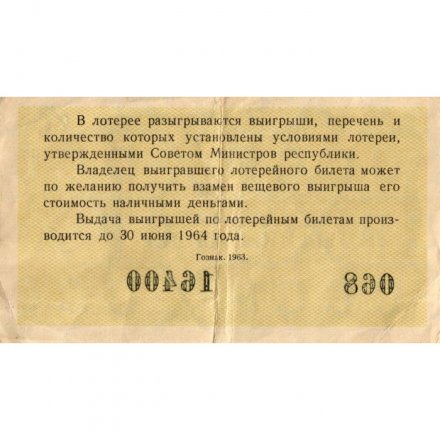 В лотерее разыгрываются выигрыши, перечень и
количество которых установлены условиями лотереи,
утвержденными Советом Министров республики.
Владелец выигравшего лотерейного билета может
по желанию получить взамен вещевого выигрыша его
стоимость наличными деньгами.
Выдача выигрышей по лотерейным билетам произ-
водится до 30 июня 1964 года.
Гознак. 1963.
16400 068